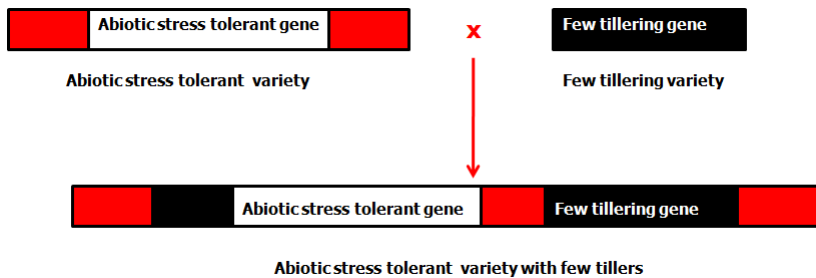 Abiotic stress tolerant gene
x
Few tillering gene
Abiotic stress tolerant variety
Few tillering variety
Abiotic stress tolerant gene
Few tillering gene
Abiotic stress tolerant variety with few tillers